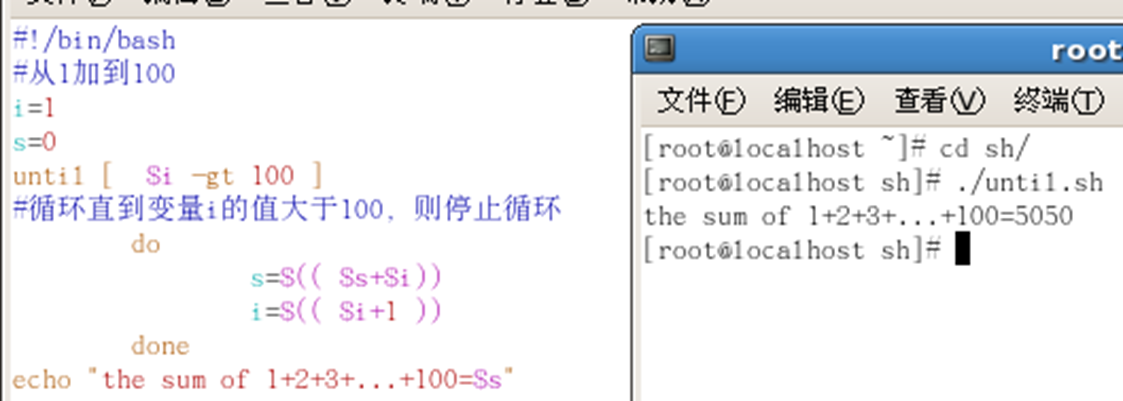 #!/bin/bash
#从1加到100
i=1
s=0
until [  $i -gt 100 ]
#循环直到变量i的值大于100，则停止循环
do
s=$(( $s+$i))
i=$(( $i+1 ))
done
echo "the sum of 1+2+3+...+100=$s"
root
文件(F) 编辑(E) 查看(V) 终端(T)
[root@localhost ~]# cd sh/
[root@localhost sh]# ./until.sh
the sum of 1+2+3+...+100=5050
[root@localhost sh]#